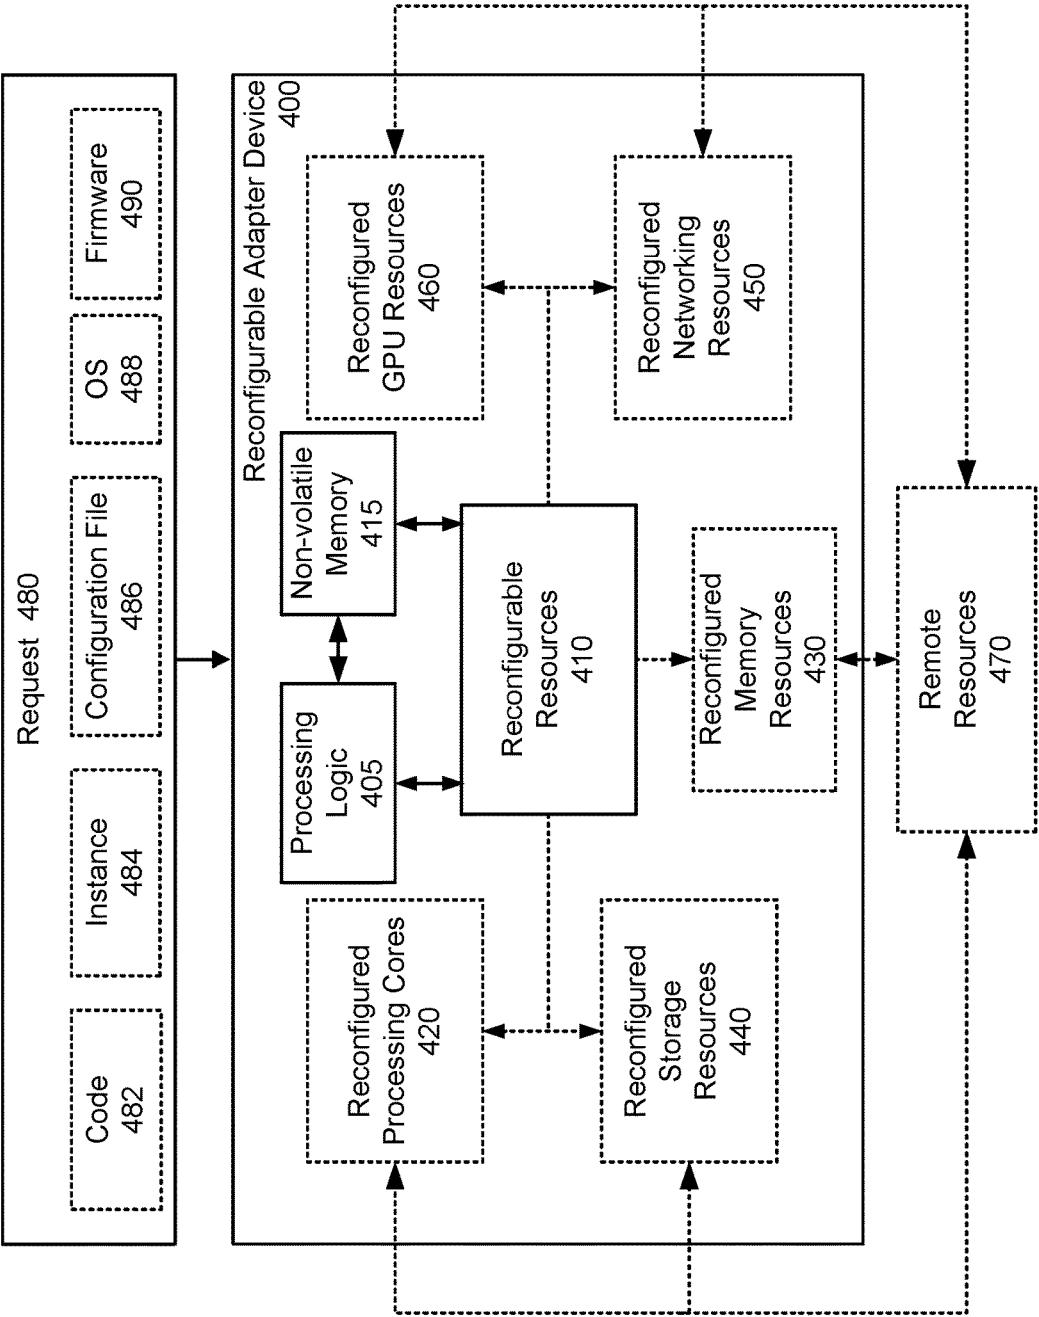 Request 480
Code
482
Instance
484
Configuration File
486
OS
488
Firmware
490
Reconfigurable Adapter Device
400
Processing
Logic
405
Non-volatile
Memory
415
Reconfigured
Processing Cores
420
Reconfigured
GPU Resources
460
Reconfigurable
Resources
410
Reconfigured
Storage
Resources
440
Reconfigured
Networking
Resources
450
Reconfigured
Memory
Resources
430
Remote
Resources
470